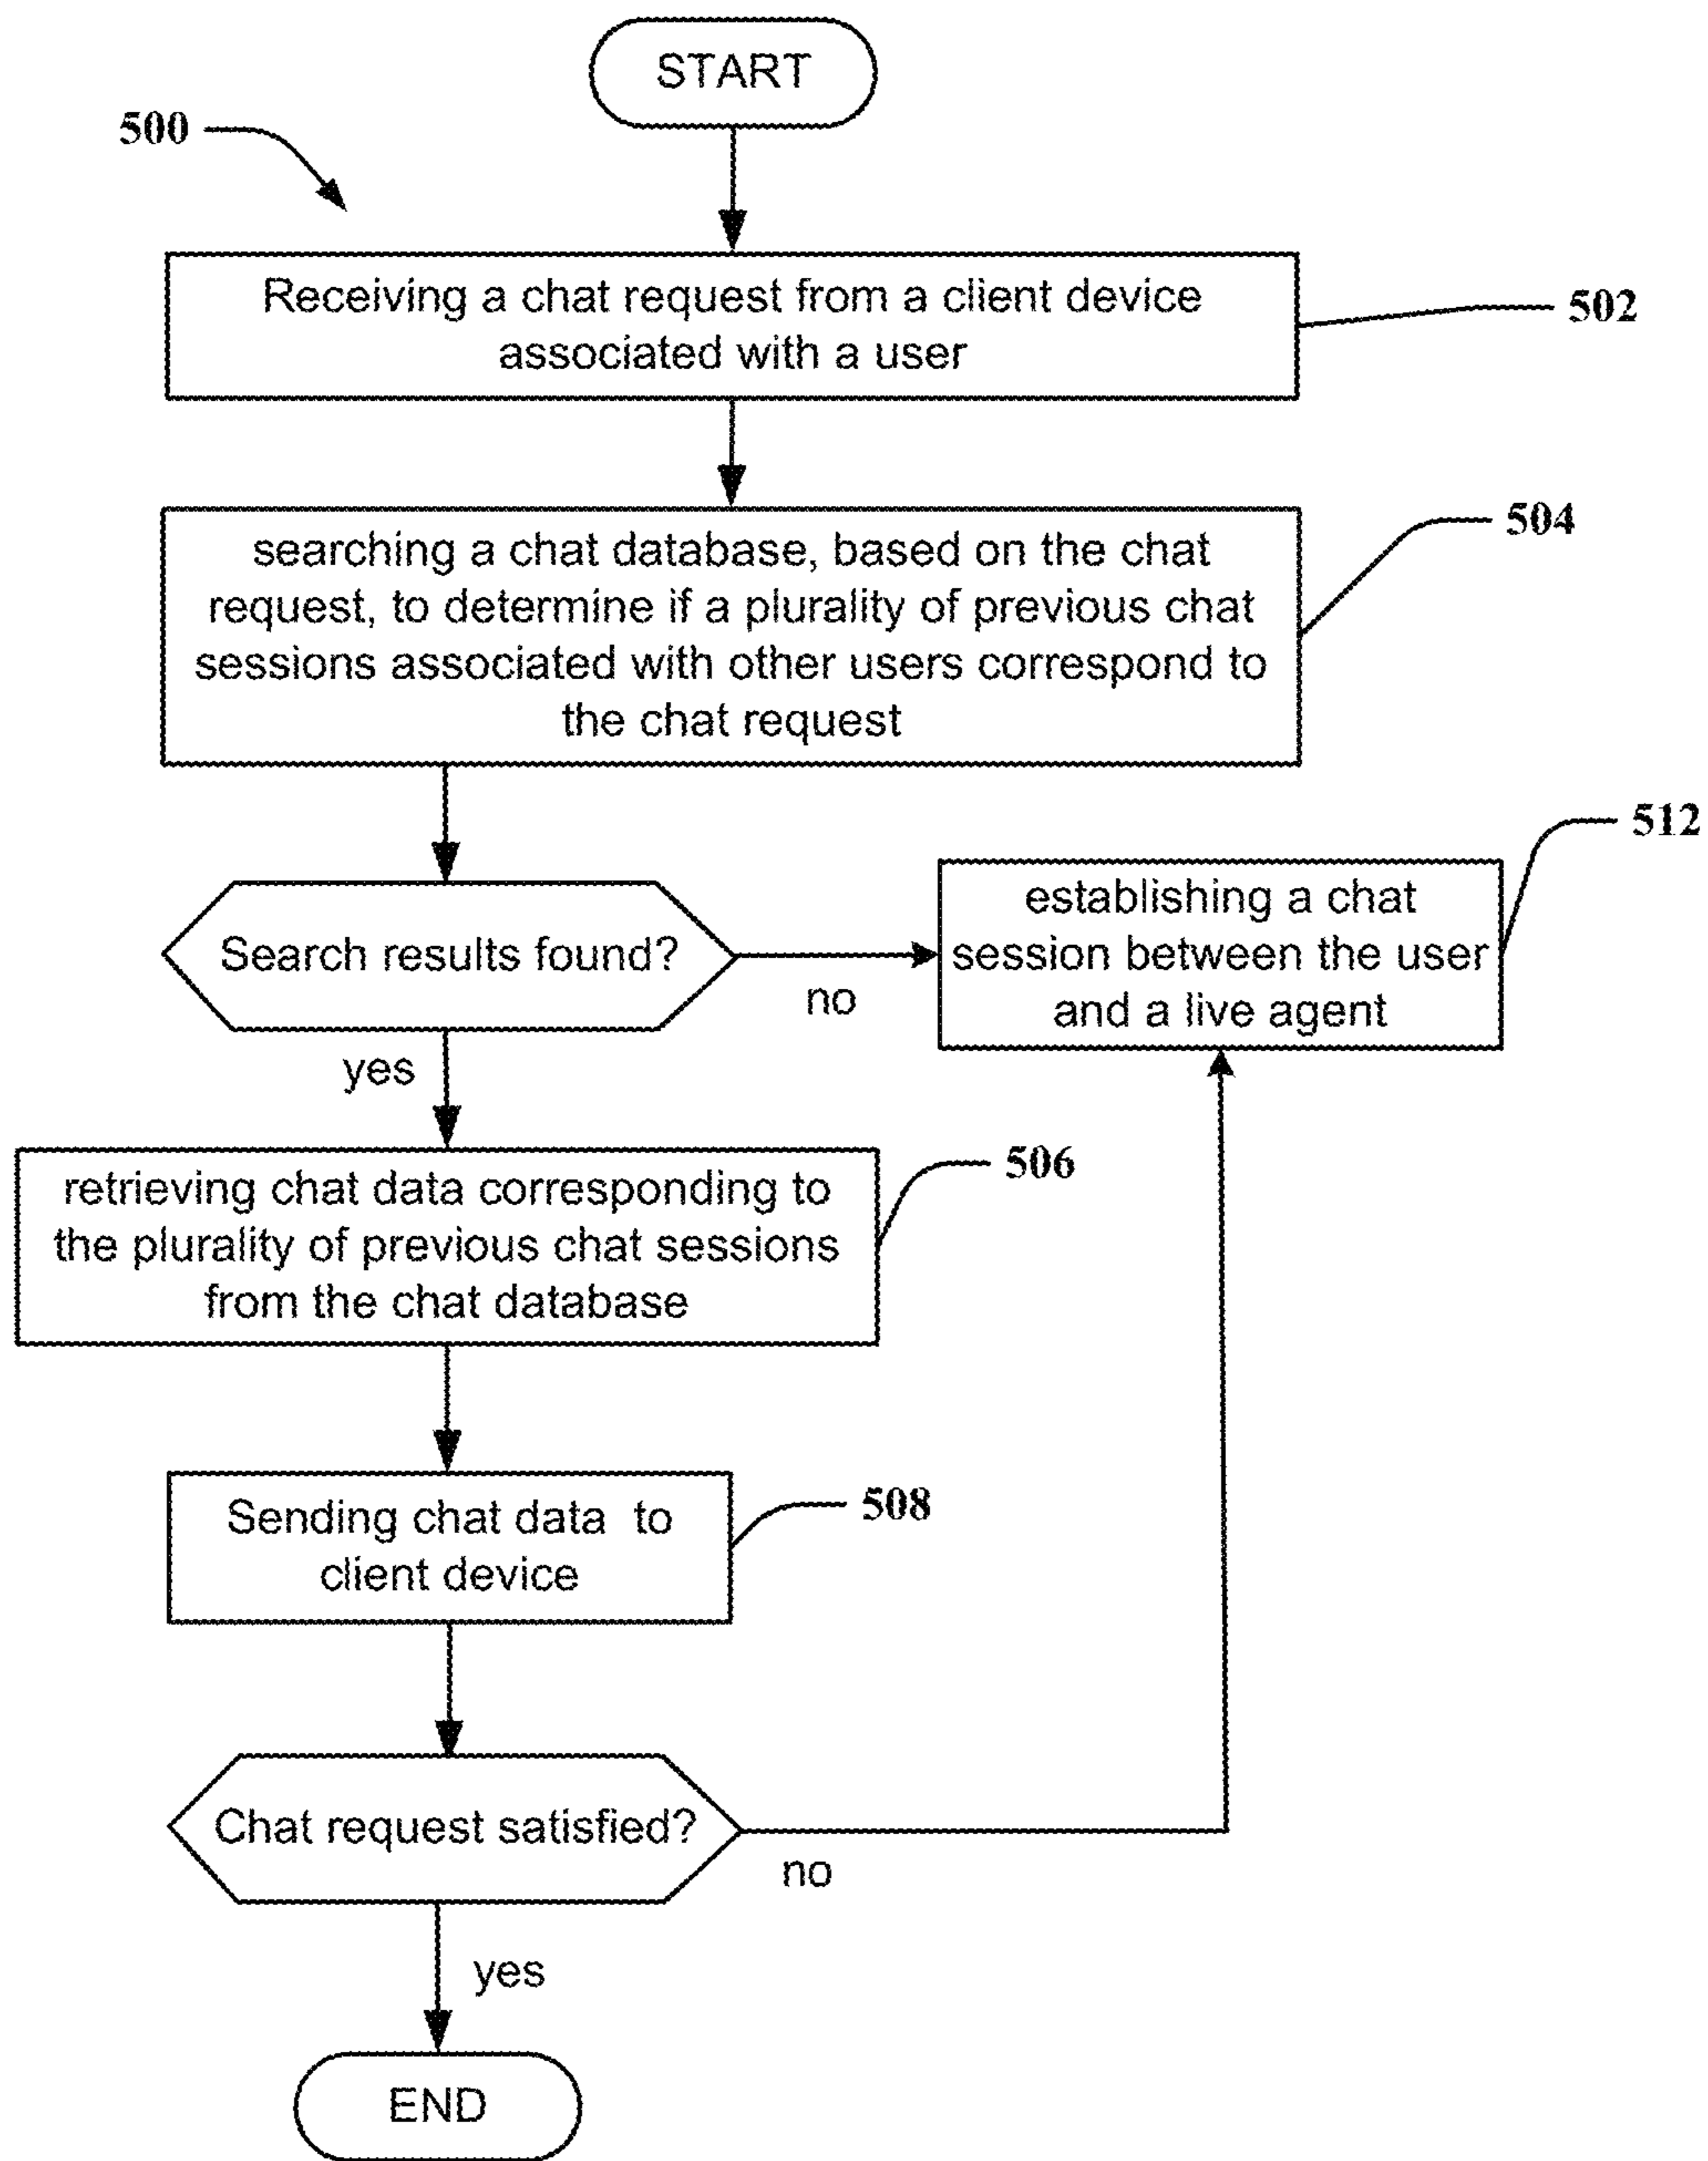 START
500
Receiving a chat request from a client device
associated with a user
502
searching a chat database, based on the chat
request, to determine if a plurality of previous chat
sessions associated with other users correspond to
the chat request
504
Search results found?
no
yes
establishing a chat
session between the user
and a live agent
512
retrieving chat data corresponding to
the plurality of previous chat sessions
from the chat database
506
Sending chat data to
client device
508
Chat request satisfied?
no
yes
END